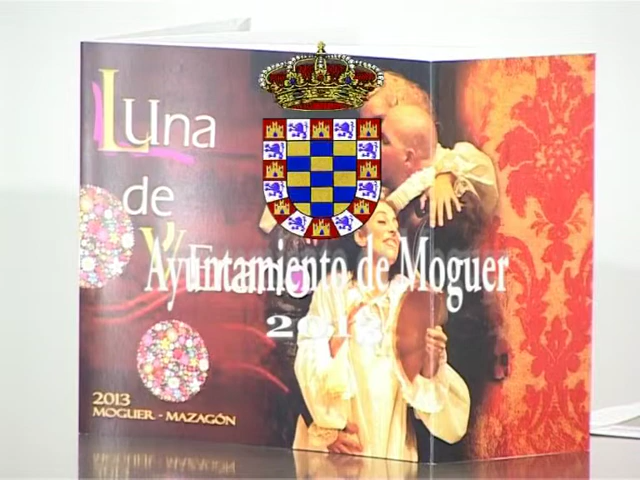 Luna
de
Ayuntamiento de Moguer
2013
2013
MOGUER - MAZAGÓN